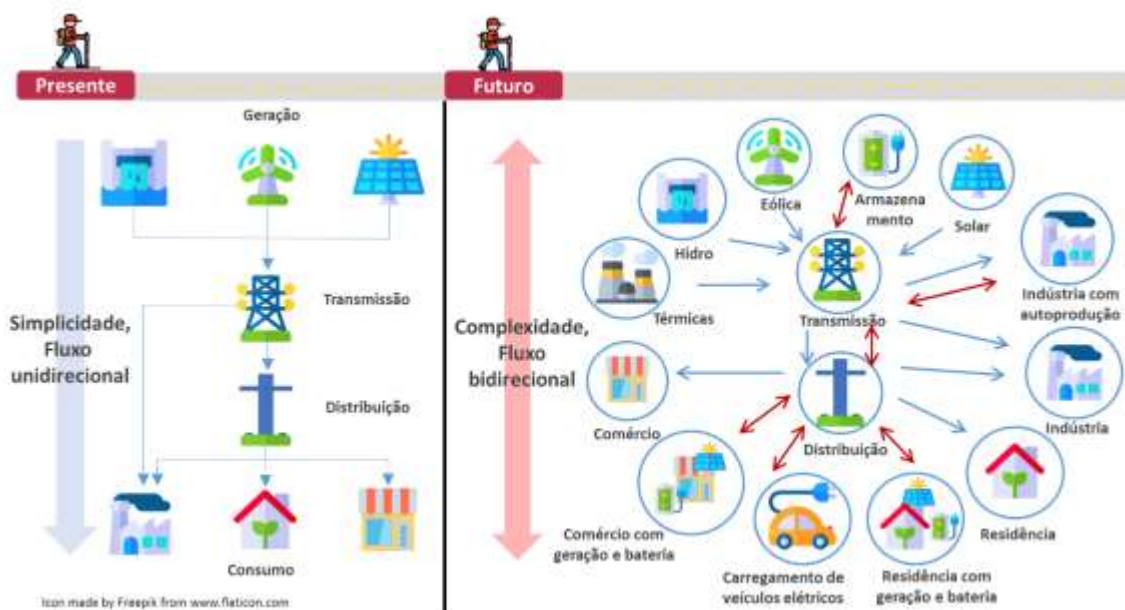 Presente
Geração
Transmissão
Simplicidade,
Fluxo
unidirecional
Distribuição
Consumo
Icon made by Freepik from www.flaticon.com
Futuro
Eólica
Armazena
mento
Solar
Hidro
Térmicas
Transmissão
Indústria com
autoprodução
Complexidade,
Fluxo
bidirecional
Comércio
Distribuição
Indústria
Residência
Comércio com
geração e bateria
Carregamento de
veículos elétricos
Residência com
geração e bateria